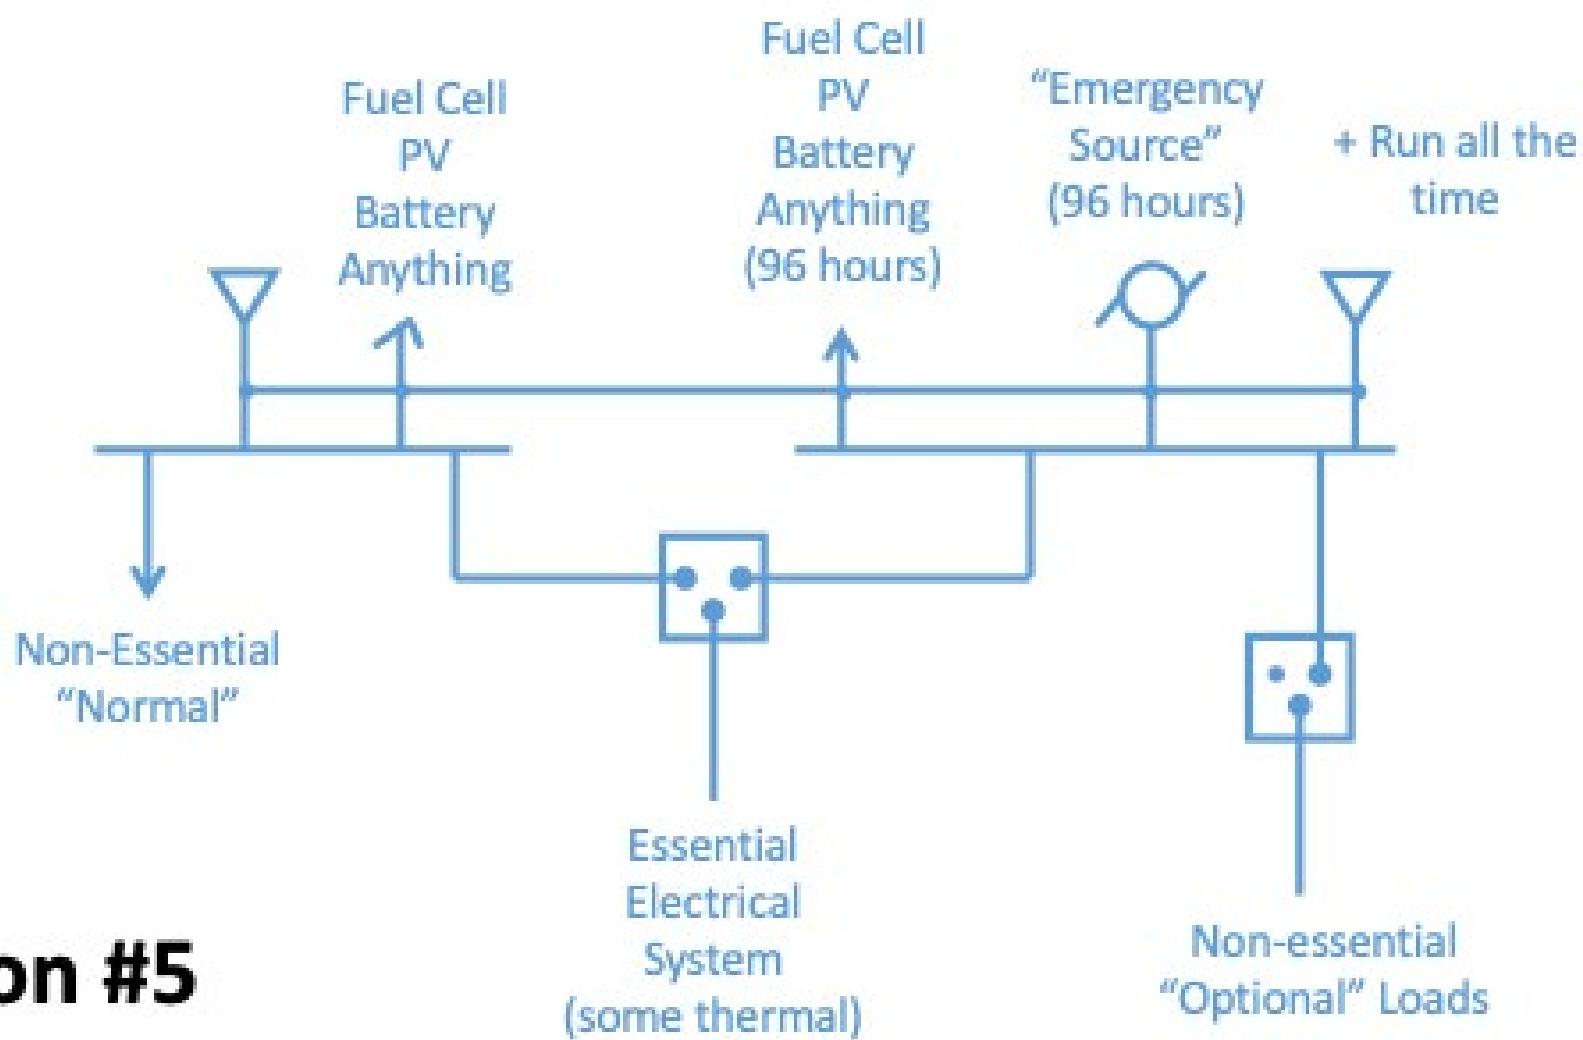 Fuel Cell
PV
Battery
Anything
Fuel Cell
PV
Battery
Anything
(96 hours)
“Emergency
Source”
(96 hours)
+ Run all the
time
Non-Essential
“Normal”
Essential
Electrical
System
(some thermal)
Non-essential
“Optional” Loads
on #5